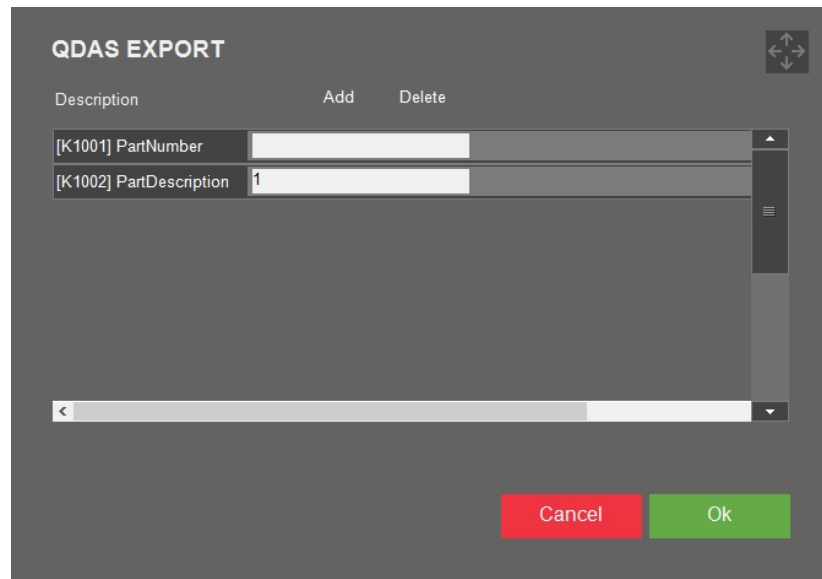 QDAS EXPORT
Description Add Delete
[K1001] PartNumber
[K1002] PartDescription 1
Cancel Ok